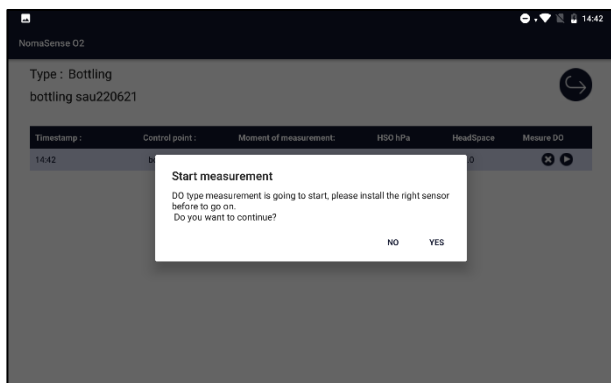 14:42
NomaSense O2
Type : Bottling
bottling sau220621
Timestamp : Control point : Moment of measurement: HSO hPa HeadSpace Mesure DO
14:42
Start measurement
DO type measurement is going to start, please install the right sensor
before to go on.
Do you want to continue?
NO YES